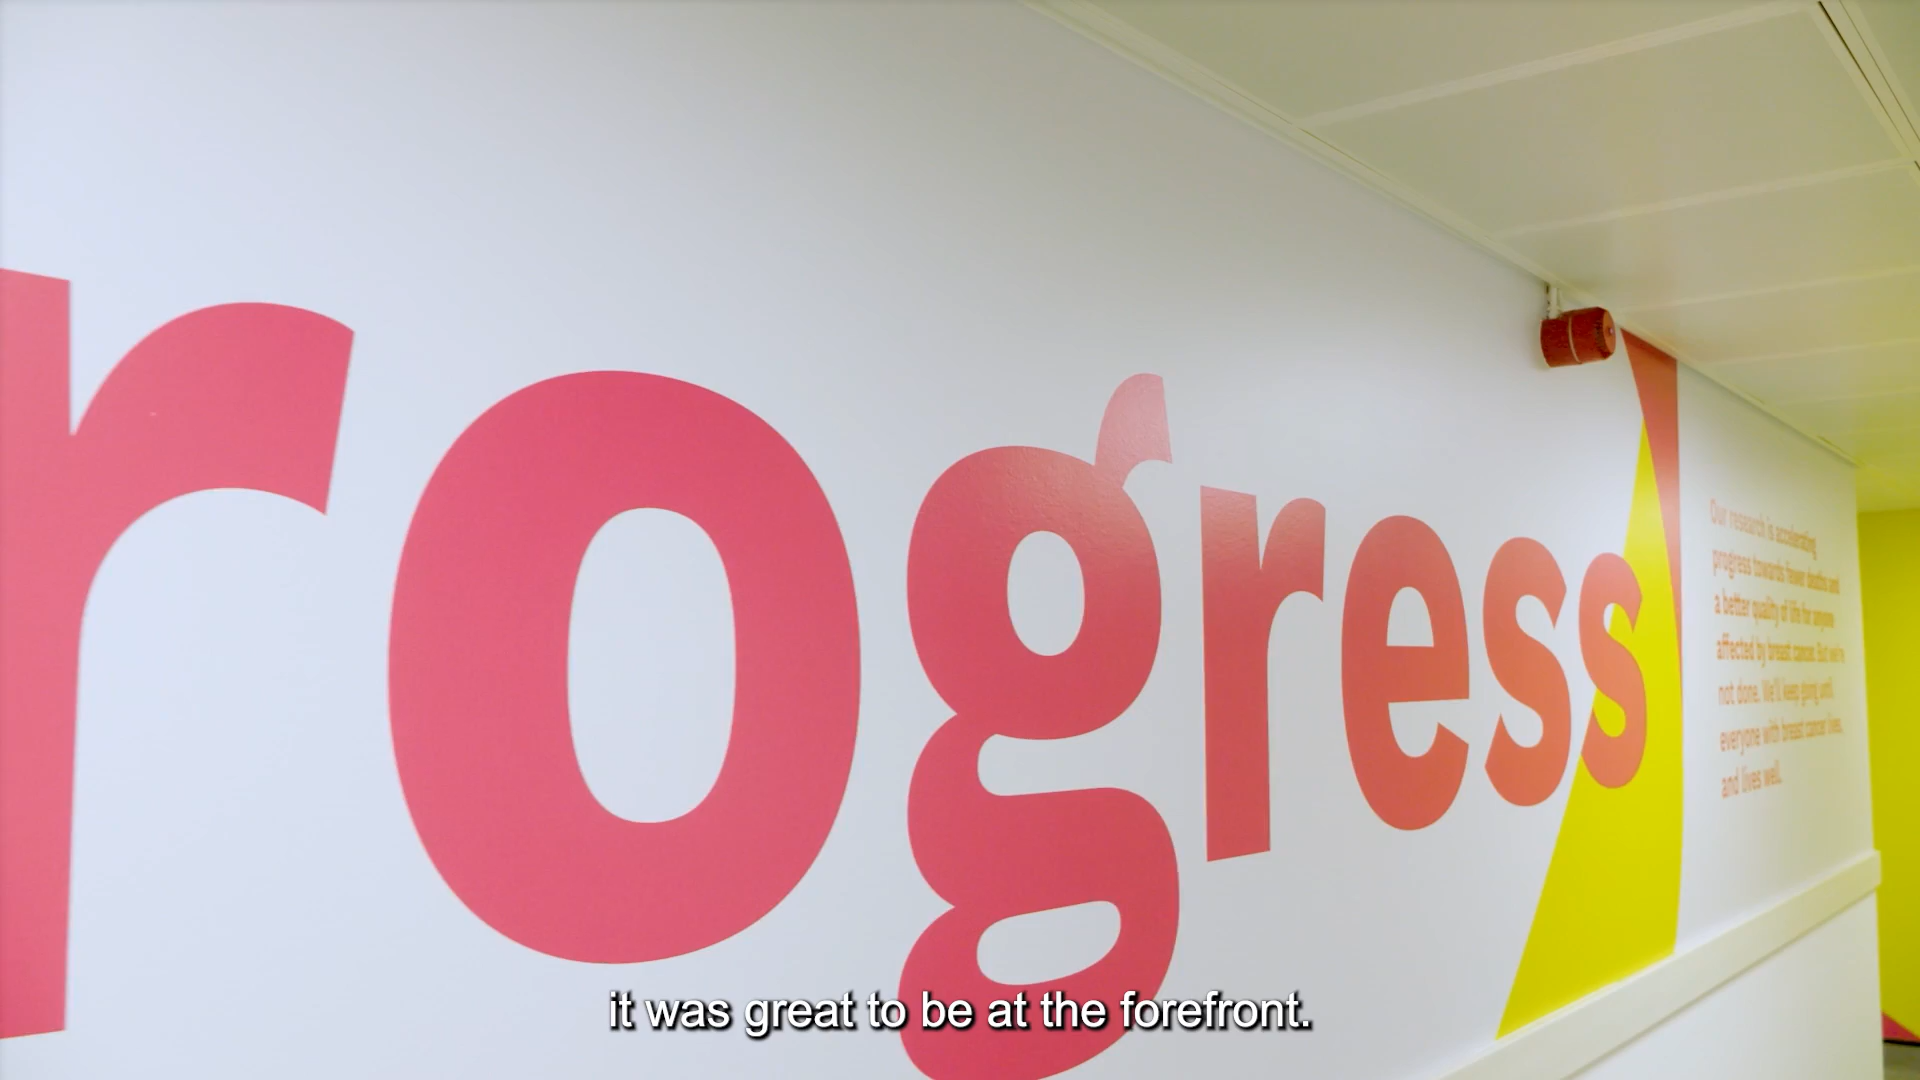 rogress
Our research is accelerating
progress towards fewer deaths and
a better quality of life for anyone
affected by breast cancer. But we're
not done. We'll keep going until
everyone with breast cancer lives,
and lives well.
it was great to be at the forefront.